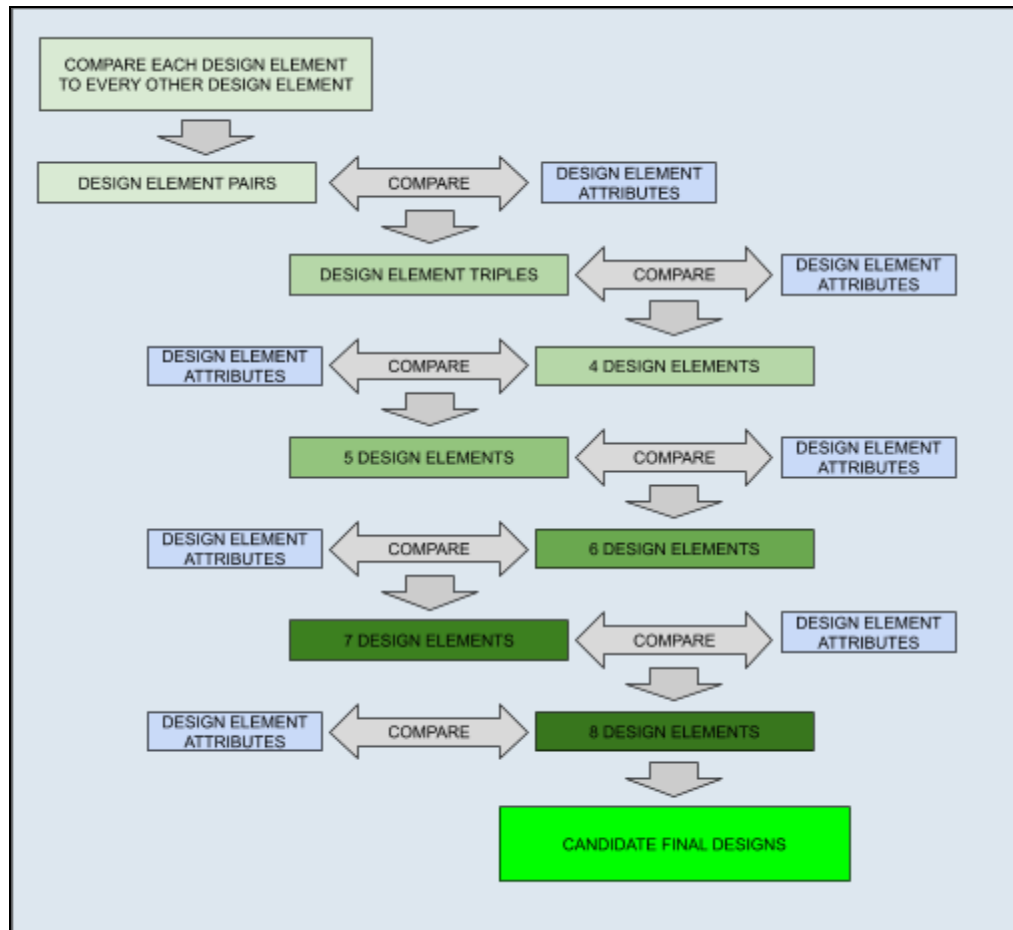 COMPARE EACH DESIGN ELEMENT
TO EVERY OTHER DESIGN ELEMENT
DESIGN ELEMENT PAIRS
COMPARE
DESIGN ELEMENT
ATTRIBUTES
DESIGN ELEMENT TRIPLES
COMPARE
DESIGN ELEMENT
ATTRIBUTES
DESIGN ELEMENT
ATTRIBUTES
COMPARE
4 DESIGN ELEMENTS
5 DESIGN ELEMENTS
COMPARE
DESIGN ELEMENT
ATTRIBUTES
DESIGN ELEMENT
ATTRIBUTES
COMPARE
6 DESIGN ELEMENTS
7 DESIGN ELEMENTS
COMPARE
DESIGN ELEMENT
ATTRIBUTES
DESIGN ELEMENT
ATTRIBUTES
COMPARE
8 DESIGN ELEMENTS
CANDIDATE FINAL DESIGNS